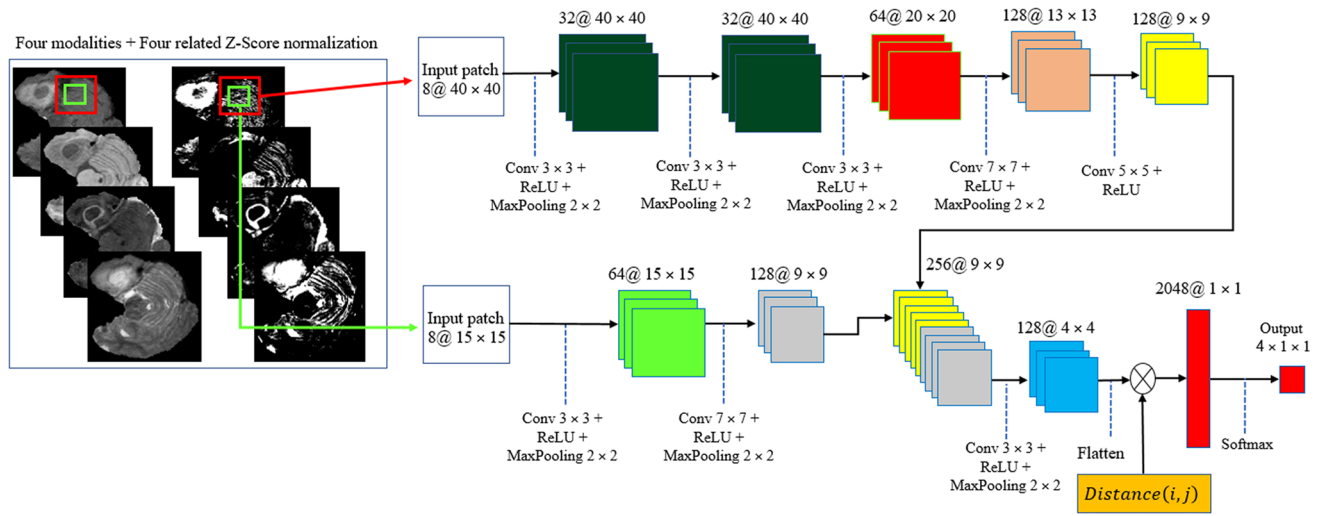 Four modalities + Four related Z-Score normalization
Input patch
8@ 40 × 40
32@ 40 × 40
32@ 40 × 40
64@ 20 × 20
128@ 13 × 13
128@ 9 × 9
Conv 3 × 3 +
ReLU +
MaxPooling 2 × 2
Conv 3 × 3 +
ReLU +
MaxPooling 2 × 2
Conv 3 × 3 +
ReLU +
MaxPooling 2 × 2
Conv 7 × 7 +
ReLU +
MaxPooling 2 × 2
Conv 5 × 5 +
ReLU
Input patch
8@ 15 × 15
64@ 15 × 15
128@ 9 × 9
256@ 9 × 9
128@ 4 × 4
2048@ 1 × 1
Output
4 × 1 × 1
Conv 3 × 3 +
ReLU +
MaxPooling 2 × 2
Conv 7 × 7 +
ReLU +
MaxPooling 2 × 2
Conv 3 × 3 +
ReLU +
MaxPooling 2 × 2
Flatten
Softmax
Distance(i, j)